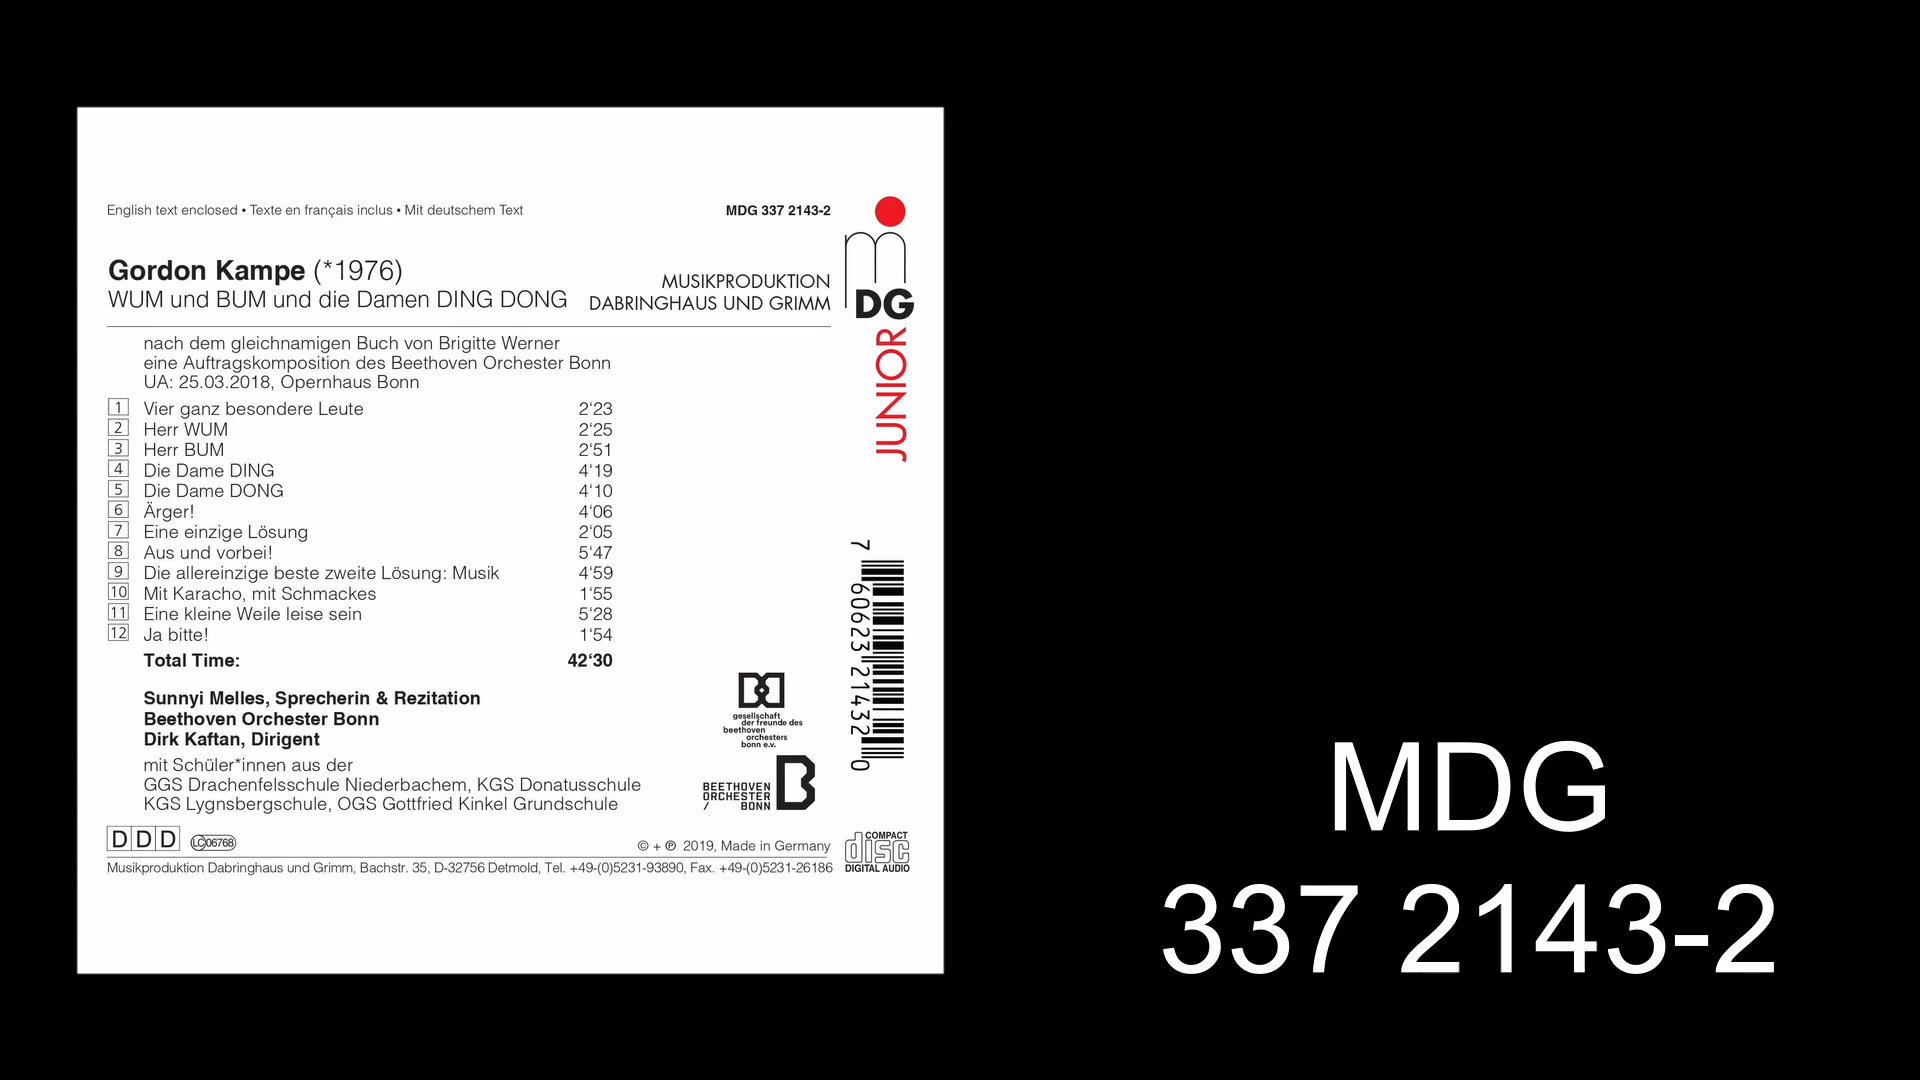 English text enclosed • Texte en français inclus • Mit deutschem Text
MDG 337 2143-2
Gordon Kampe (*1976)
WUM und BUM und die Damen DING DONG
MUSIKPRODUKTION
DABRINGHAUS UND GRIMM
m
DG
JUNIOR
nach dem gleichnamigen Buch von Brigitte Werner
eine Auftragskomposition des Beethoven Orchester Bonn
UA: 25.03.2018, Opernhaus Bonn
1 Vier ganz besondere Leute 2‘23
2 Herr WUM 2‘25
3 Herr BUM 2‘51
4 Die Dame DING 4‘19
5 Die Dame DONG 4‘10
6 Ärger! 4‘06
7 Eine einzige Lösung 2‘05
8 Aus und vorbei! 5‘47
9 Die allereinzige beste zweite Lösung: Musik 4‘59
10 Mit Karacho, mit Schmackes 1‘55
11 Eine kleine Weile leise sein 5‘28
12 Ja bitte! 1‘54
Total Time: 42‘30
Sunnyi Melles, Sprecherin & Rezitation
Beethoven Orchester Bonn
Dirk Kaftan, Dirigent
mit Schüler*innen aus der
GGS Drachenfelsschule Niederbachem, KGS Donatusschule
KGS Lygnsbergschule, OGS Gottfried Kinkel Grundschule
gesellschaft
der freunde des
beethoven
orchesters
bonn e.v.
BEETHOVEN
ORCHESTER
/ BONN
B
7 60623 21432 0
DDD
LC06768
© + ℗ 2019, Made in Germany
COMPACT
disc
DIGITAL AUDIO
Musikproduktion Dabringhaus und Grimm, Bachstr. 35, D-32756 Detmold, Tel. +49-(0)5231-93890, Fax. +49-(0)5231-26186
MDG
337 2143-2